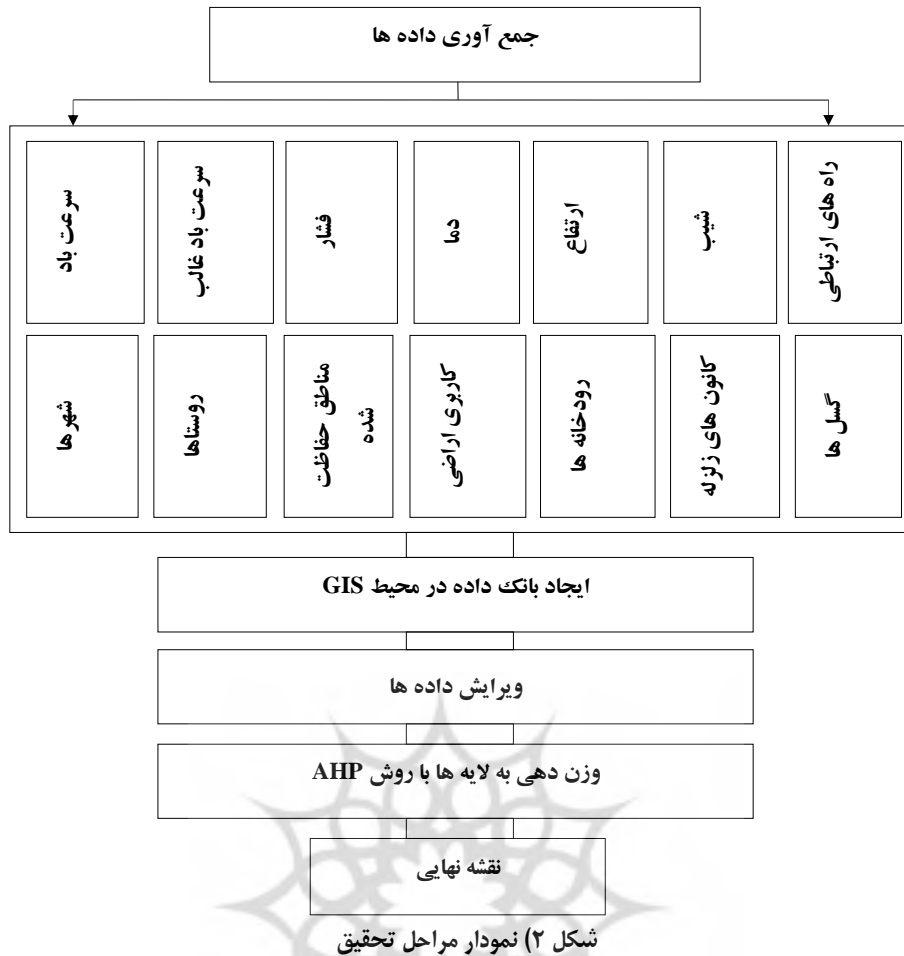 جمع آوری داده ها
راه های ارتباطی
شیب
ارتفاع
دما
فشار
سرعت باد غالب
سرعت باد
گسل ها
کانون های زلزله
رودخانه ها
کاربری اراضی
مناطق حفاظت
شده
روستاها
شهرها
ایجاد بانک داده در محیط GIS
ویرایش داده ها
وزن دهی به لایه ها با روش AHP
نقشه نهایی
شکل ۲) نمودار مراحل تحقیق